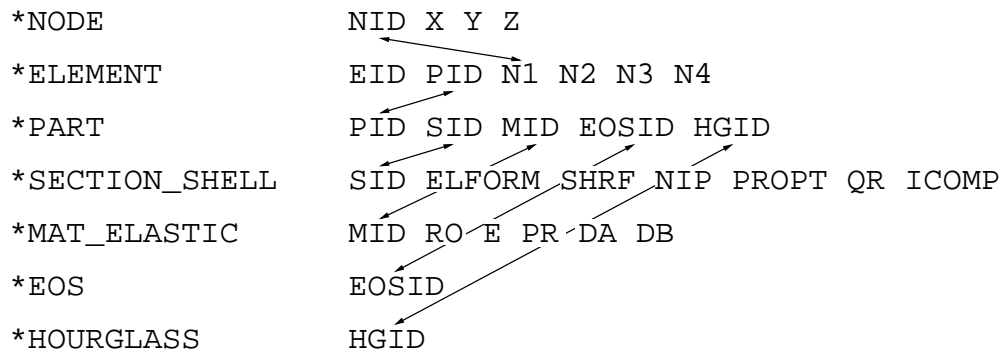 *NODE NID X Y Z
*ELEMENT EID PID N1 N2 N3 N4
*PART PID SID MID EOSID HGID
*SECTION_SHELL SID ELFORM SHRF NIP PROPT QR ICOMP
*MAT_ELASTIC MID RO E PR DA DB
*EOS EOSID
*HOURGLASS HGID